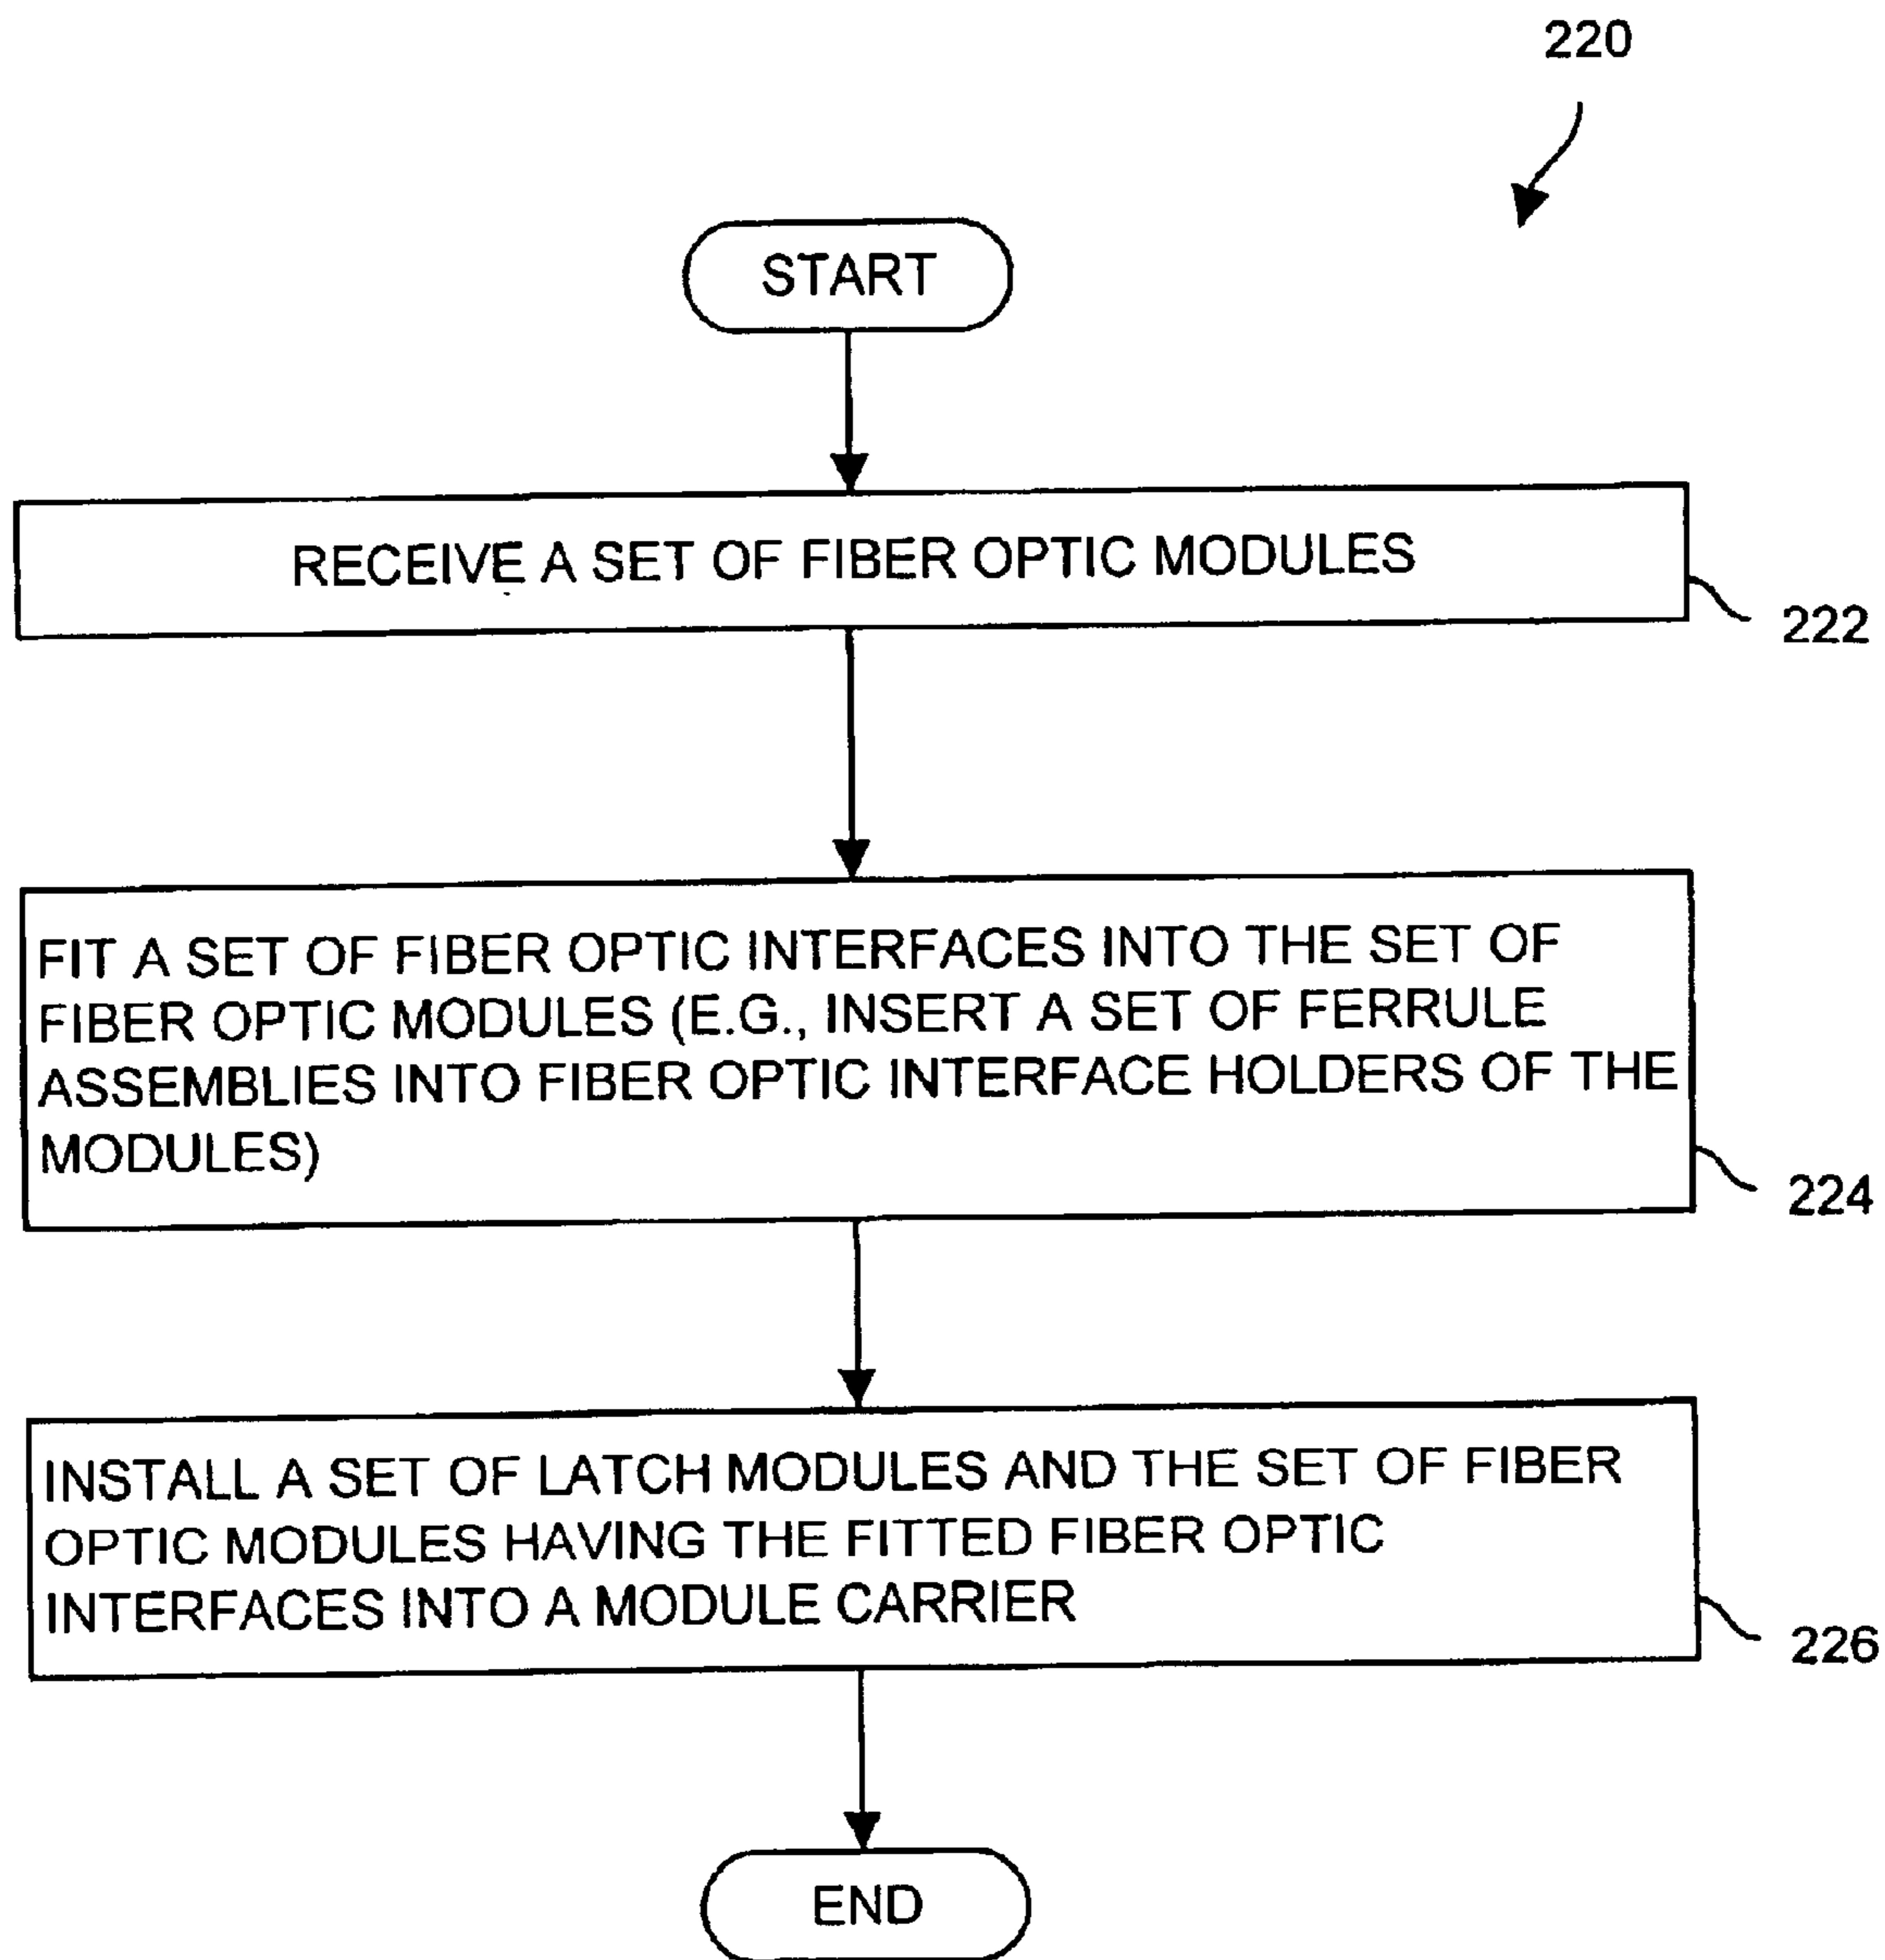 220
START
RECEIVE A SET OF FIBER OPTIC MODULES
222
FIT A SET OF FIBER OPTIC INTERFACES INTO THE SET OF
FIBER OPTIC MODULES (E.G., INSERT A SET OF FERRULE
ASSEMBLIES INTO FIBER OPTIC INTERFACE HOLDERS OF THE
MODULES)
224
INSTALL A SET OF LATCH MODULES AND THE SET OF FIBER
OPTIC MODULES HAVING THE FITTED FIBER OPTIC
INTERFACES INTO A MODULE CARRIER
226
END